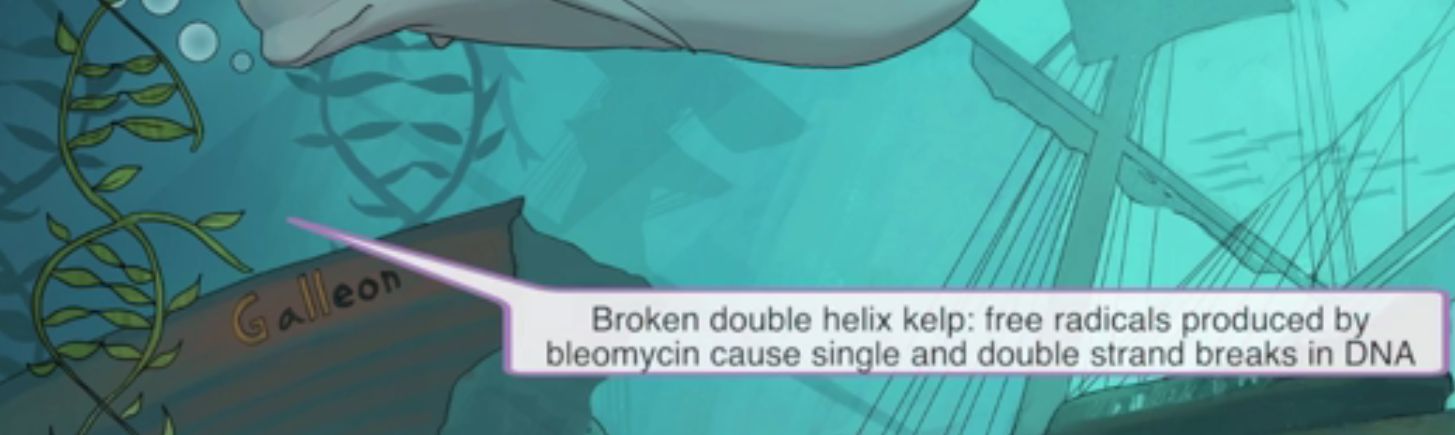 Galleon
Broken double helix kelp: free radicals produced by
bleomycin cause single and double strand breaks in DNA